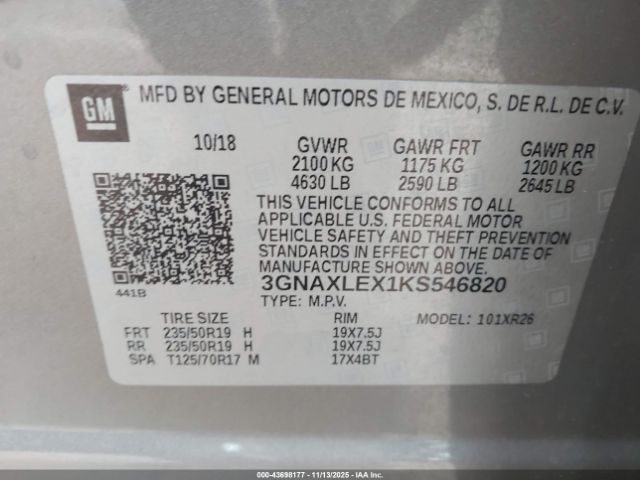 GM
MFD BY GENERAL MOTORS DE MEXICO, S. DE R.L. DE C.V.
10/18 GVWR GAWR FRT GAWR RR
2100 KG 1175 KG 1200 KG
4630 LB 2590 LB 2645 LB
THIS VEHICLE CONFORMS TO ALL
APPLICABLE U.S. FEDERAL MOTOR
VEHICLE SAFETY AND THEFT PREVENTION
STANDARDS IN EFFECT ON THE DATE OF
MANUFACTURE SHOWN ABOVE.
441B
3GNAXLEX1KS546820
TYPE: M.P.V.
TIRE SIZE RIM MODEL: 101XR26
FRT 235/50R19 H 19X7.5J
RR 235/50R19 H 19X7.5J
SPA T125/70R17 M 17X4BT
000-43698177 - 11/13/2025 - IAAI, Inc.